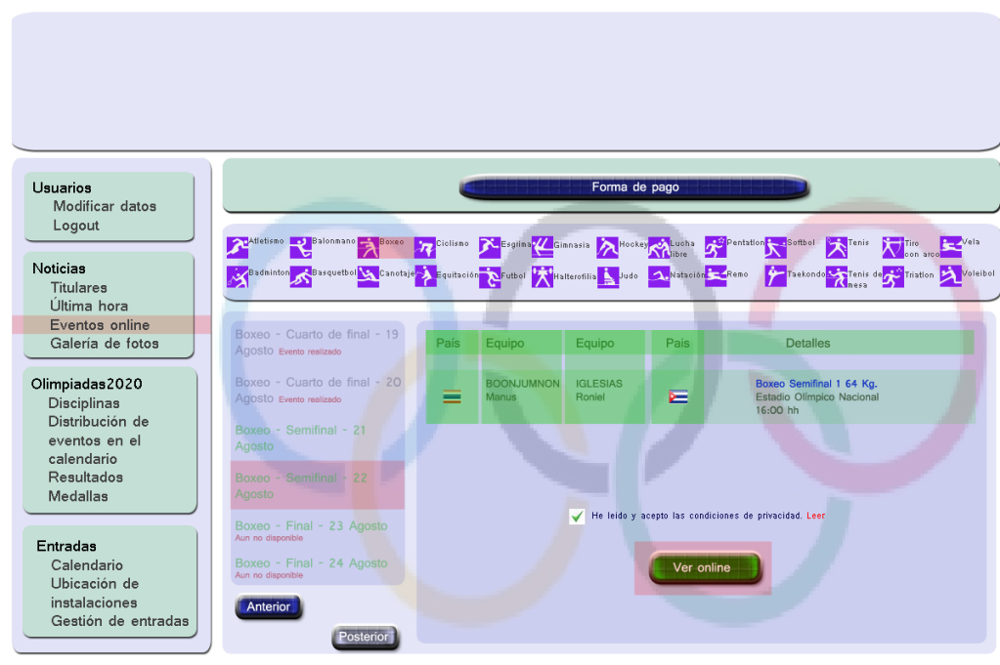 Forma de pago
Usuarios
Modificar datos
Logout
Noticias
Titulares
Última hora
Eventos online
Galería de fotos
Olimpiadas2020
Disciplinas
Distribución de
eventos en el
calendario
Resultados
Medallas
Entradas
Calendario
Ubicación de
instalaciones
Gestión de entradas
Atletismo Balonmano Boxeo Ciclismo Esgrima Gimnasia Hockey Lucha libre Pentatlon Softbol Tenis Tiro con arco Vela
Badminton Basquetbol Canotaje Equitación Futbol Halterofilia Judo Natación Remo Taekondo Tenis de mesa Triatlon Voleibol
Boxeo - Cuarto de final - 19
Agosto Evento realizado
Boxeo - Cuarto de final - 20
Agosto Evento realizado
Boxeo - Semifinal - 21
Agosto
Boxeo - Semifinal - 22
Agosto
Boxeo - Final - 23 Agosto
Aun no disponible
Boxeo - Final - 24 Agosto
Aun no disponible
Anterior
Posterior
País Equipo Equipo Pais Detalles
BOONJUMNON IGLESIAS Boxeo Semifinal 1 64 Kg.
Manus Roniel Estadio Olímpico Nacional
16:00 hh
He leido y acepto las condiciones de privacidad. Leer
Ver online